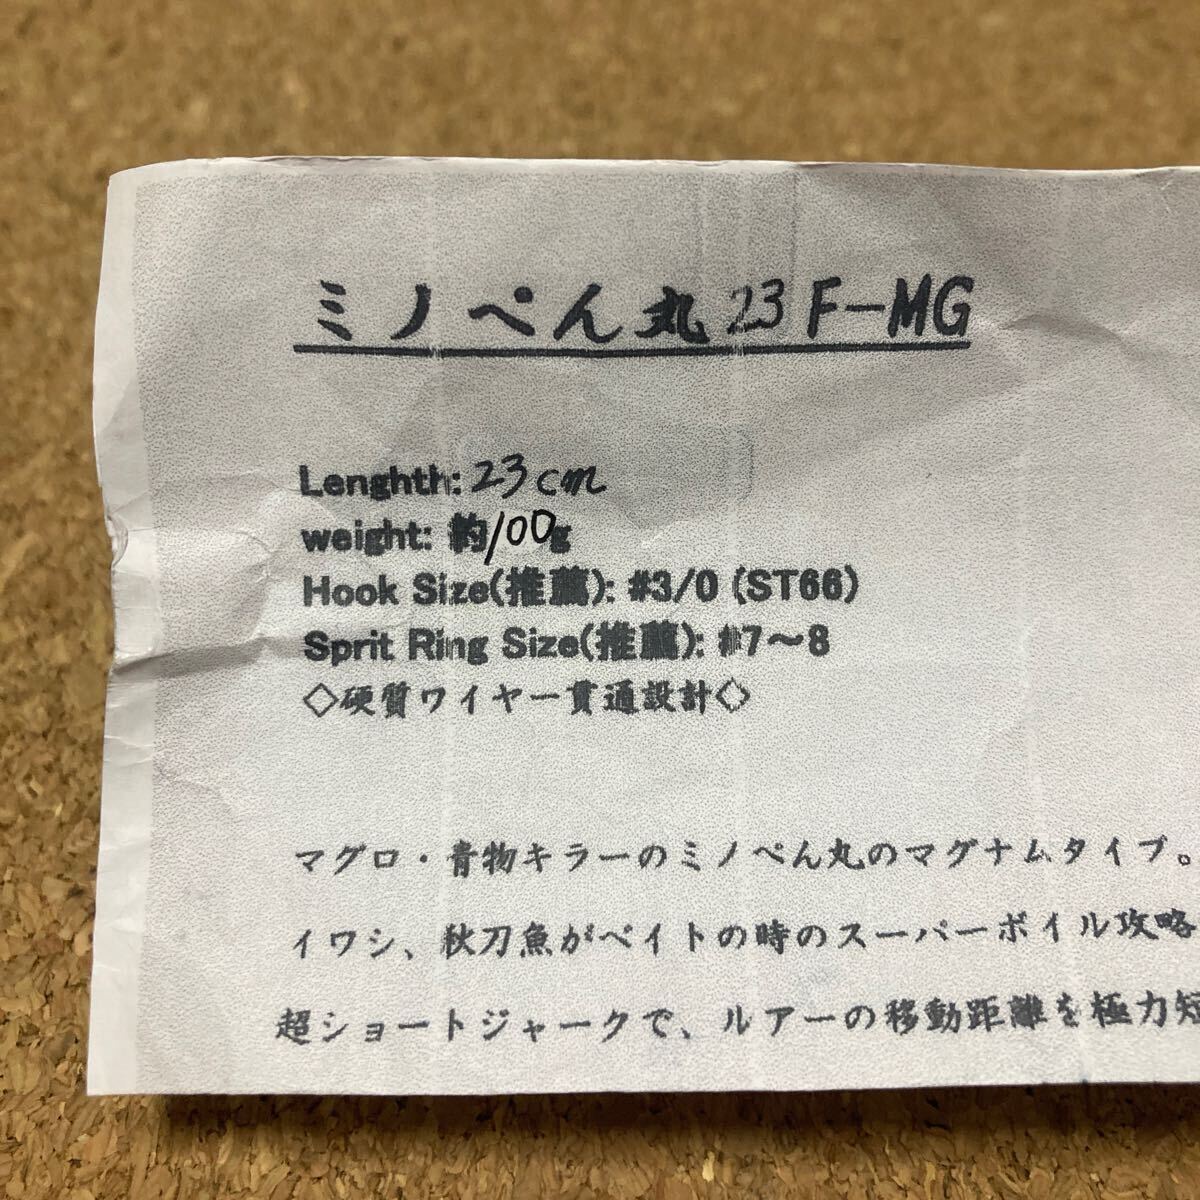 ミノぺん丸23F-MG
Lenghth: 23cm
weight: 約100g
Hook Size(推薦): #3/0 (ST66)
Sprit Ring Size(推薦): #7〜8
◇硬質ワイヤー貫通設計◇
マグロ・青物キラーのミノぺん丸のマグナムタイプ。
イワシ、秋刀魚がベイトの時のスーパーボイル攻略
超ショートジャークで、ルアーの移動距離を極力短